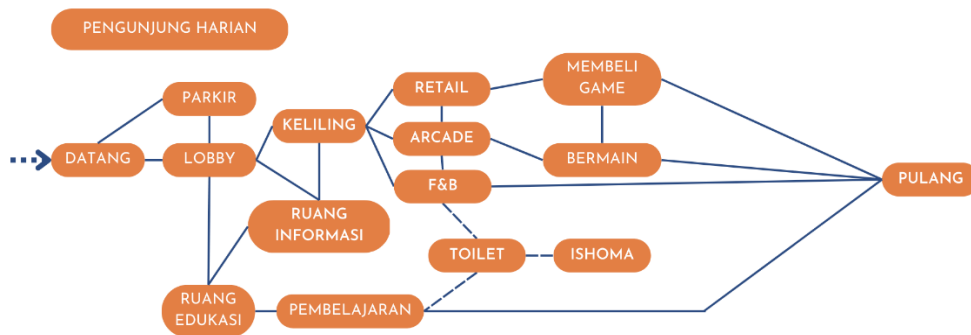 PENGUNJUNG HARIAN
PARKIR
DATANG
LOBBY
KELILING
RUANG
INFORMASI
RUANG
EDUKASI
PEMBELAJARAN
RETAIL
ARCADE
F&B
TOILET
ISHOMA
MEMBELI
GAME
BERMAIN
PULANG